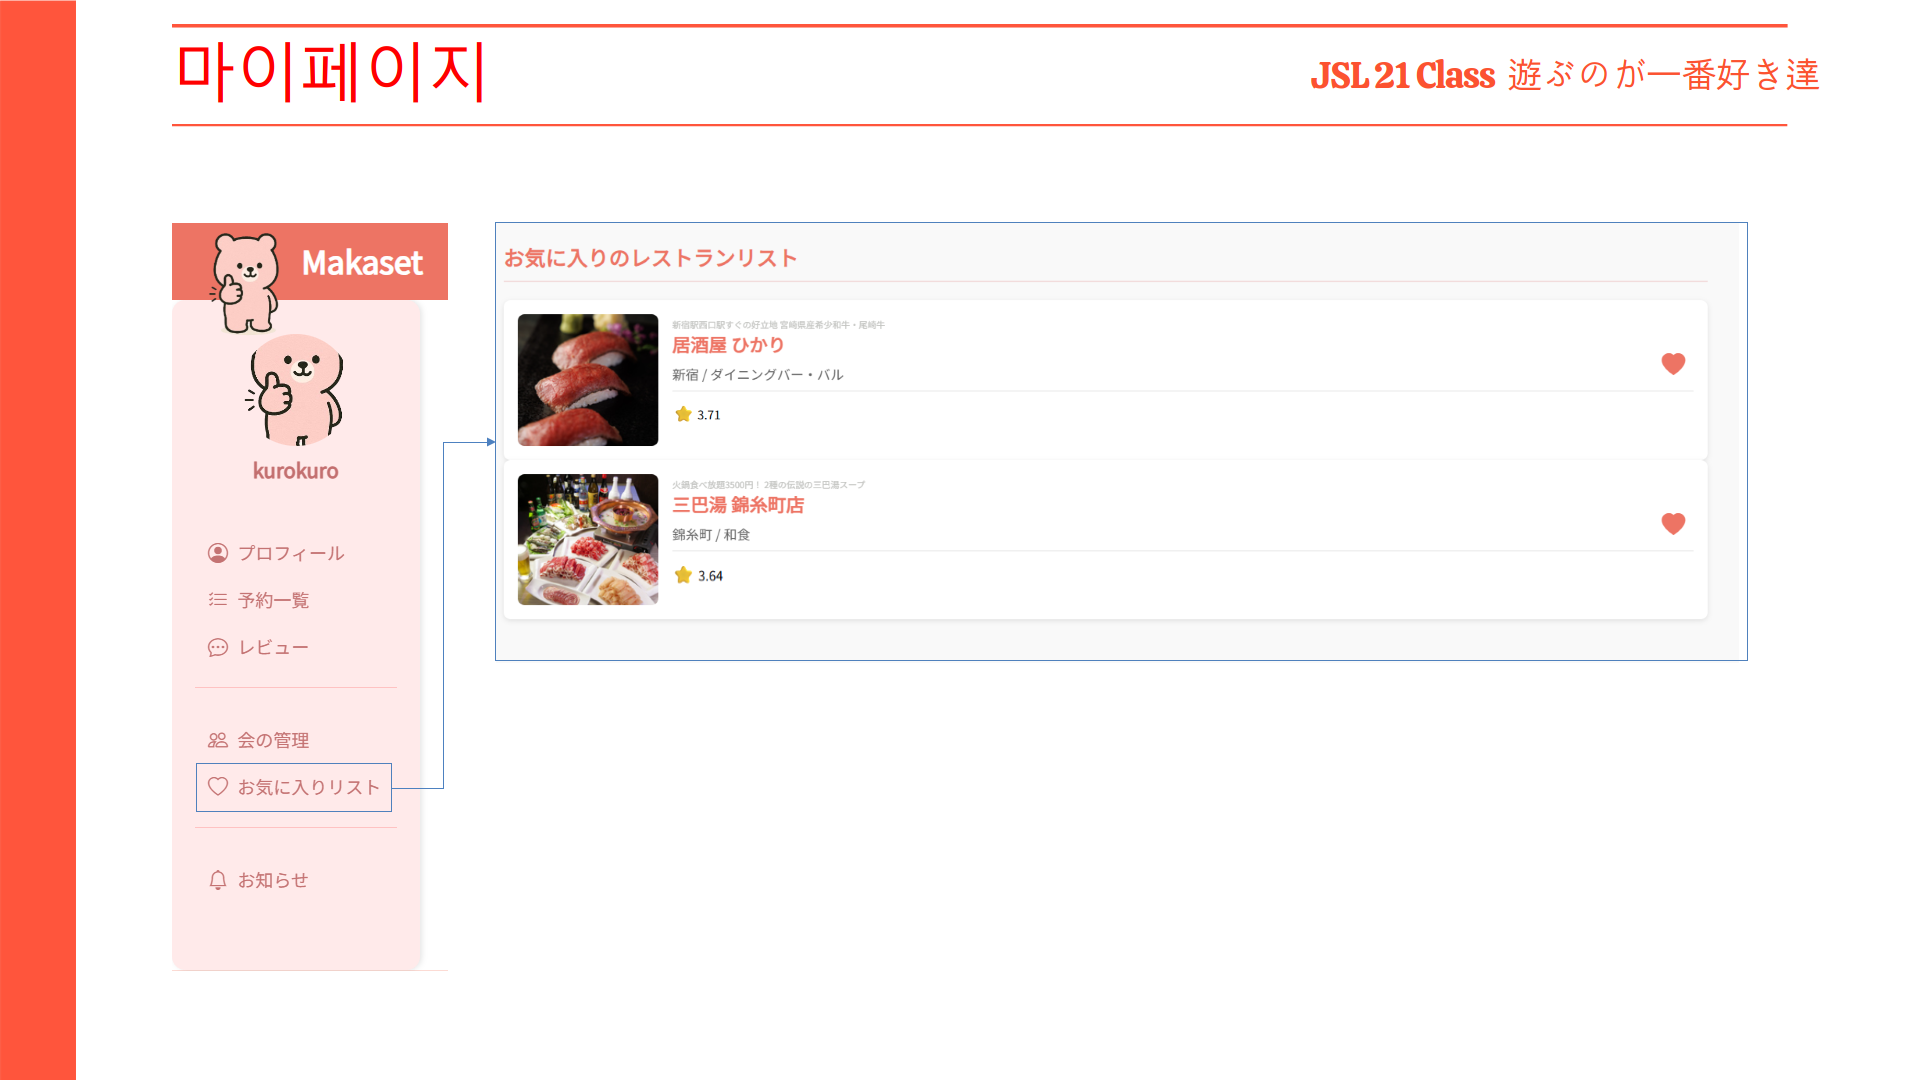 마이페이지
JSL 21 Class 遊ぶのが一番好き達
Makaset
kurokuro
プロフィール
予約一覧
レビュー
会の管理
お気に入りリスト
お知らせ
お気に入りのレストランリスト
新宿駅西口駅すぐの好立地 宮崎県産希少和牛・尾崎牛
居酒屋 ひかり
新宿 / ダイニングバー・バル
3.71
火鍋食べ放題3500円！ 2種の伝説の三巴湯スープ
三巴湯 錦糸町店
錦糸町 / 和食
3.64